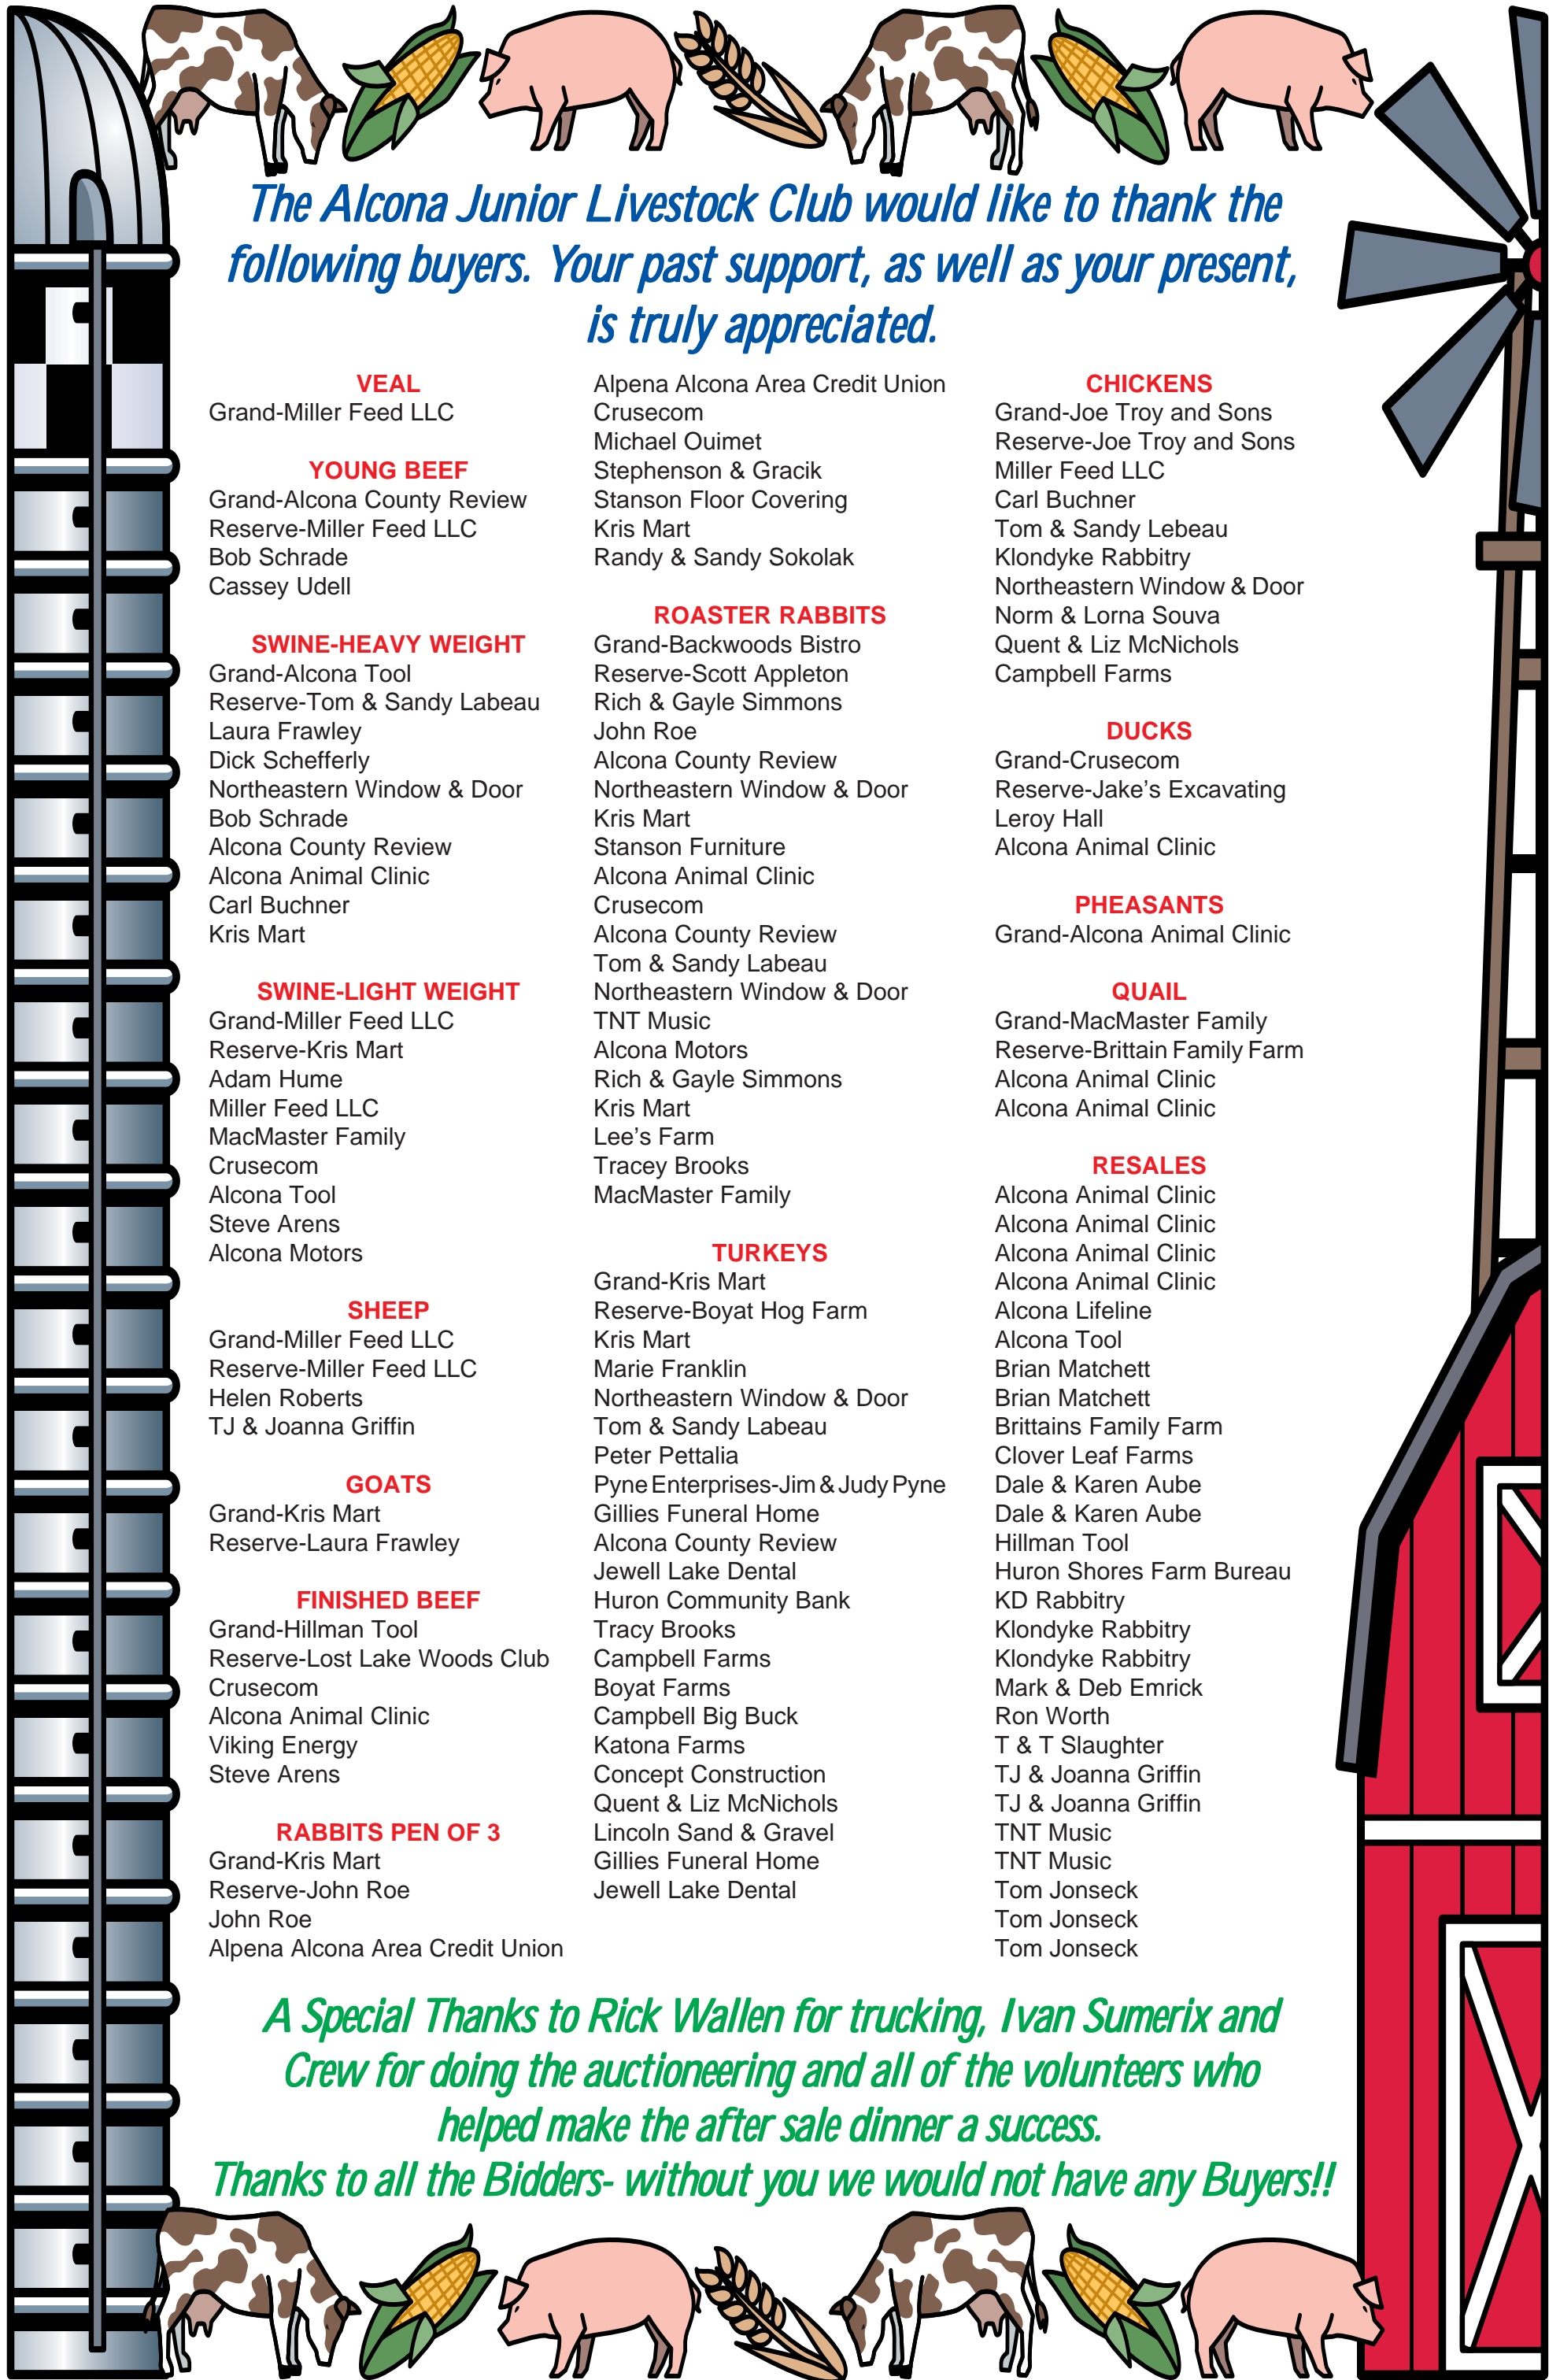 The Alcona Junior Livestock Club would like to thank the
following buyers. Your past support, as well as your present,
is truly appreciated.
VEAL
Grand-Miller Feed LLC
YOUNG BEEF
Grand-Alcona County Review
Reserve-Miller Feed LLC
Bob Schrade
Cassey Udell
SWINE-HEAVY WEIGHT
Grand-Alcona Tool
Reserve-Tom & Sandy Labeau
Laura Frawley
Dick Schefferly
Northeastern Window & Door
Bob Schrade
Alcona County Review
Alcona Animal Clinic
Carl Buchner
Kris Mart
SWINE-LIGHT WEIGHT
Grand-Miller Feed LLC
Reserve-Kris Mart
Adam Hume
Miller Feed LLC
MacMaster Family
Crusecom
Alcona Tool
Steve Arens
Alcona Motors
SHEEP
Grand-Miller Feed LLC
Reserve-Miller Feed LLC
Helen Roberts
TJ & Joanna Griffin
GOATS
Grand-Kris Mart
Reserve-Laura Frawley
FINISHED BEEF
Grand-Hillman Tool
Reserve-Lost Lake Woods Club
Crusecom
Alcona Animal Clinic
Viking Energy
Steve Arens
RABBITS PEN OF 3
Grand-Kris Mart
Reserve-John Roe
John Roe
Alpena Alcona Area Credit Union
Alpena Alcona Area Credit Union
Crusecom
Michael Ouimet
Stephenson & Gracik
Stanson Floor Covering
Kris Mart
Randy & Sandy Sokolak
ROASTER RABBITS
Grand-Backwoods Bistro
Reserve-Scott Appleton
Rich & Gayle Simmons
John Roe
Alcona County Review
Northeastern Window & Door
Kris Mart
Stanson Furniture
Alcona Animal Clinic
Crusecom
Alcona County Review
Tom & Sandy Labeau
Northeastern Window & Door
TNT Music
Alcona Motors
Rich & Gayle Simmons
Kris Mart
Lee's Farm
Tracey Brooks
MacMaster Family
TURKEYS
Grand-Kris Mart
Reserve-Boyat Hog Farm
Kris Mart
Marie Franklin
Northeastern Window & Door
Tom & Sandy Labeau
Peter Pettalia
Pyne Enterprises-Jim & Judy Pyne
Gillies Funeral Home
Alcona County Review
Jewell Lake Dental
Huron Community Bank
Tracy Brooks
Campbell Farms
Boyat Farms
Campbell Big Buck
Katona Farms
Concept Construction
Quent & Liz McNichols
Lincoln Sand & Gravel
Gillies Funeral Home
Jewell Lake Dental
CHICKENS
Grand-Joe Troy and Sons
Reserve-Joe Troy and Sons
Miller Feed LLC
Carl Buchner
Tom & Sandy Lebeau
Klondyke Rabbitry
Northeastern Window & Door
Norm & Lorna Souva
Quent & Liz McNichols
Campbell Farms
DUCKS
Grand-Crusecom
Reserve-Jake's Excavating
Leroy Hall
Alcona Animal Clinic
PHEASANTS
Grand-Alcona Animal Clinic
QUAIL
Grand-MacMaster Family
Reserve-Brittain Family Farm
Alcona Animal Clinic
Alcona Animal Clinic
RESALES
Alcona Animal Clinic
Alcona Animal Clinic
Alcona Animal Clinic
Alcona Animal Clinic
Alcona Lifeline
Alcona Tool
Brian Matchett
Brian Matchett
Brittains Family Farm
Clover Leaf Farms
Dale & Karen Aube
Dale & Karen Aube
Hillman Tool
Huron Shores Farm Bureau
KD Rabbitry
Klondyke Rabbitry
Klondyke Rabbitry
Mark & Deb Emrick
Ron Worth
T & T Slaughter
TJ & Joanna Griffin
TJ & Joanna Griffin
TNT Music
TNT Music
Tom Jonseck
Tom Jonseck
Tom Jonseck
A Special Thanks to Rick Wallen for trucking, Ivan Sumerix and
Crew for doing the auctioneering and all of the volunteers who
helped make the after sale dinner a success.
Thanks to all the Bidders- without you we would not have any Buyers!!